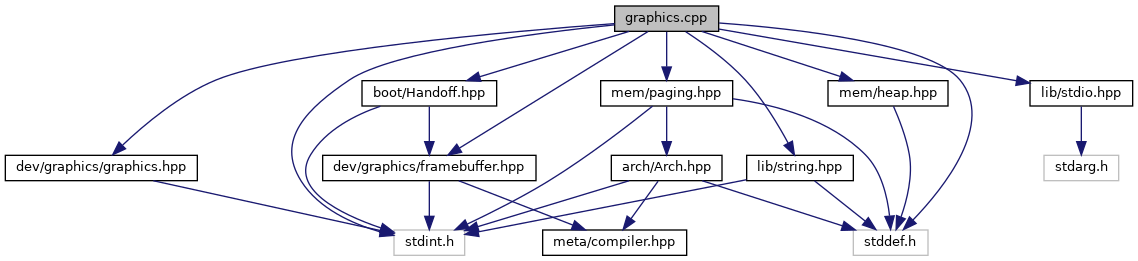 graphics.cpp
boot/Handoff.hpp
mem/paging.hpp
mem/heap.hpp
lib/stdio.hpp
dev/graphics/graphics.hpp
dev/graphics/framebuffer.hpp
arch/Arch.hpp
lib/string.hpp
stdarg.h
stdint.h
meta/compiler.hpp
stddef.h